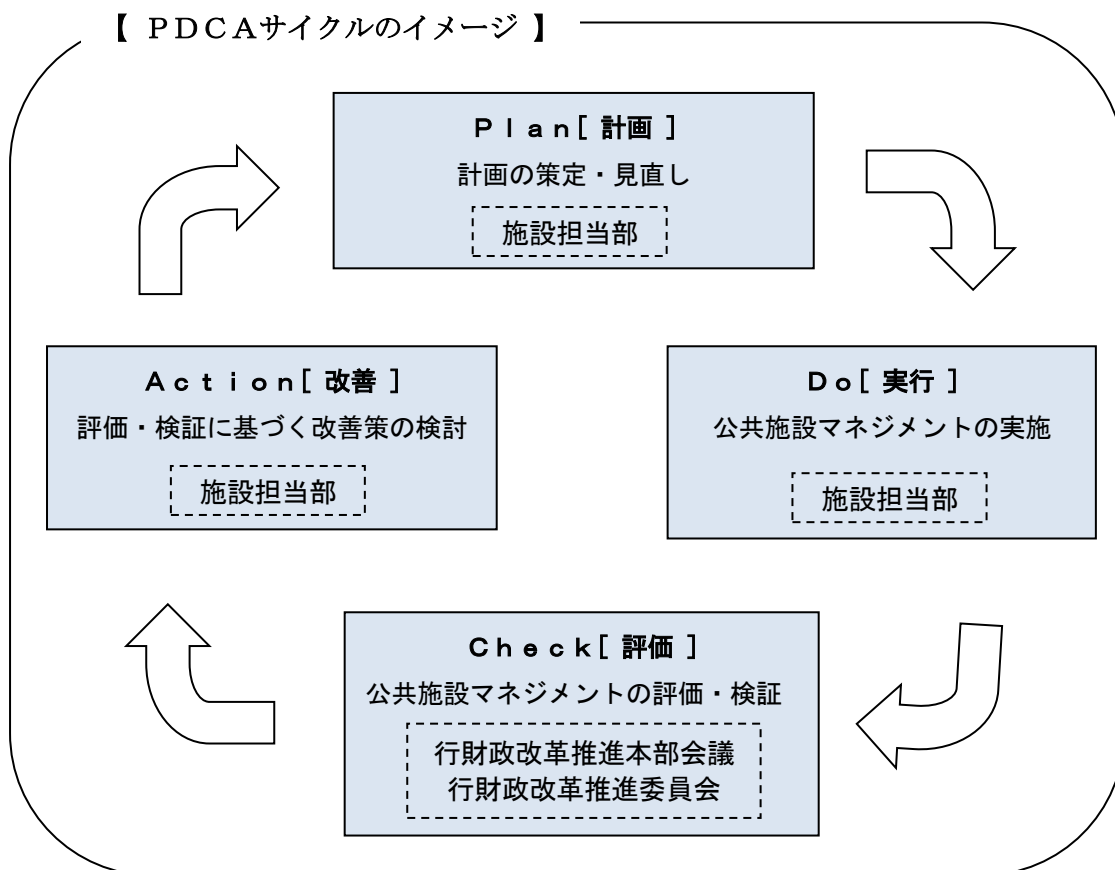 【 ＰＤＣＡサイクルのイメージ 】
Ｐｌａｎ[ 計画 ]
計画の策定・見直し
施設担当部
Ｄｏ[ 実行 ]
公共施設マネジメントの実施
施設担当部
Ｃｈｅｃｋ[ 評価 ]
公共施設マネジメントの評価・検証
行財政改革推進本部会議
行財政改革推進委員会
Ａｃｔｉｏｎ[ 改善 ]
評価・検証に基づく改善策の検討
施設担当部